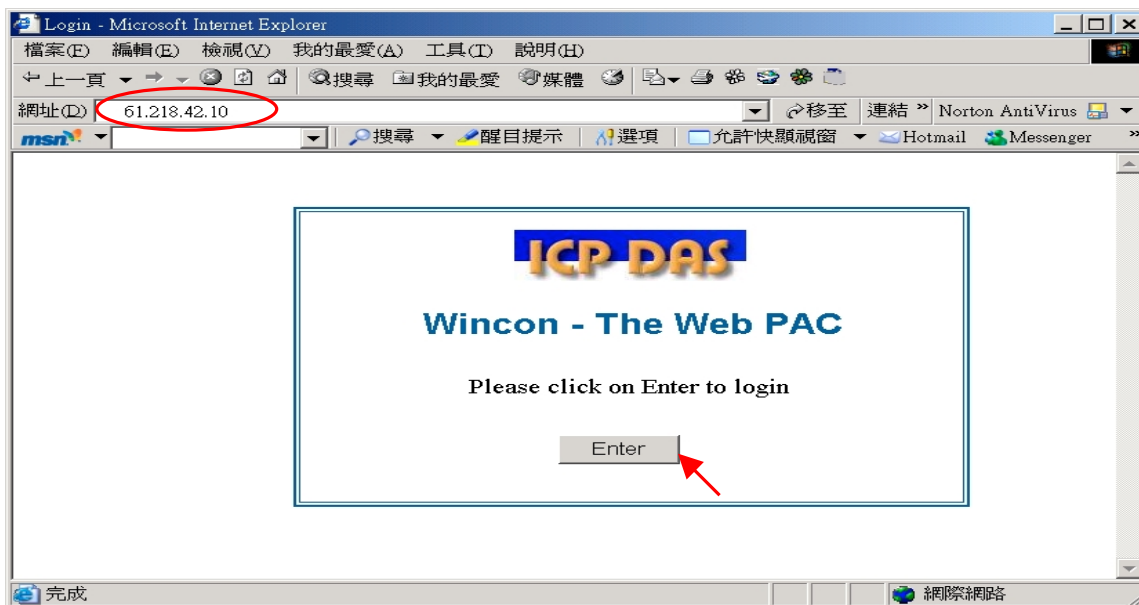 Login - Microsoft Internet Explorer
檔案(F) 編輯(E) 檢視(V) 我的最愛(A) 工具(T) 說明(H)
上一頁 搜尋 我的最愛 媒體
網址(D) 61.218.42.10 移至 連結 » Norton AntiVirus
msn 搜尋 醒目提示 選項 允許快顯視窗 Hotmail Messenger »
ICP DAS
Wincon - The Web PAC
Please click on Enter to login
Enter
完成 網際網路